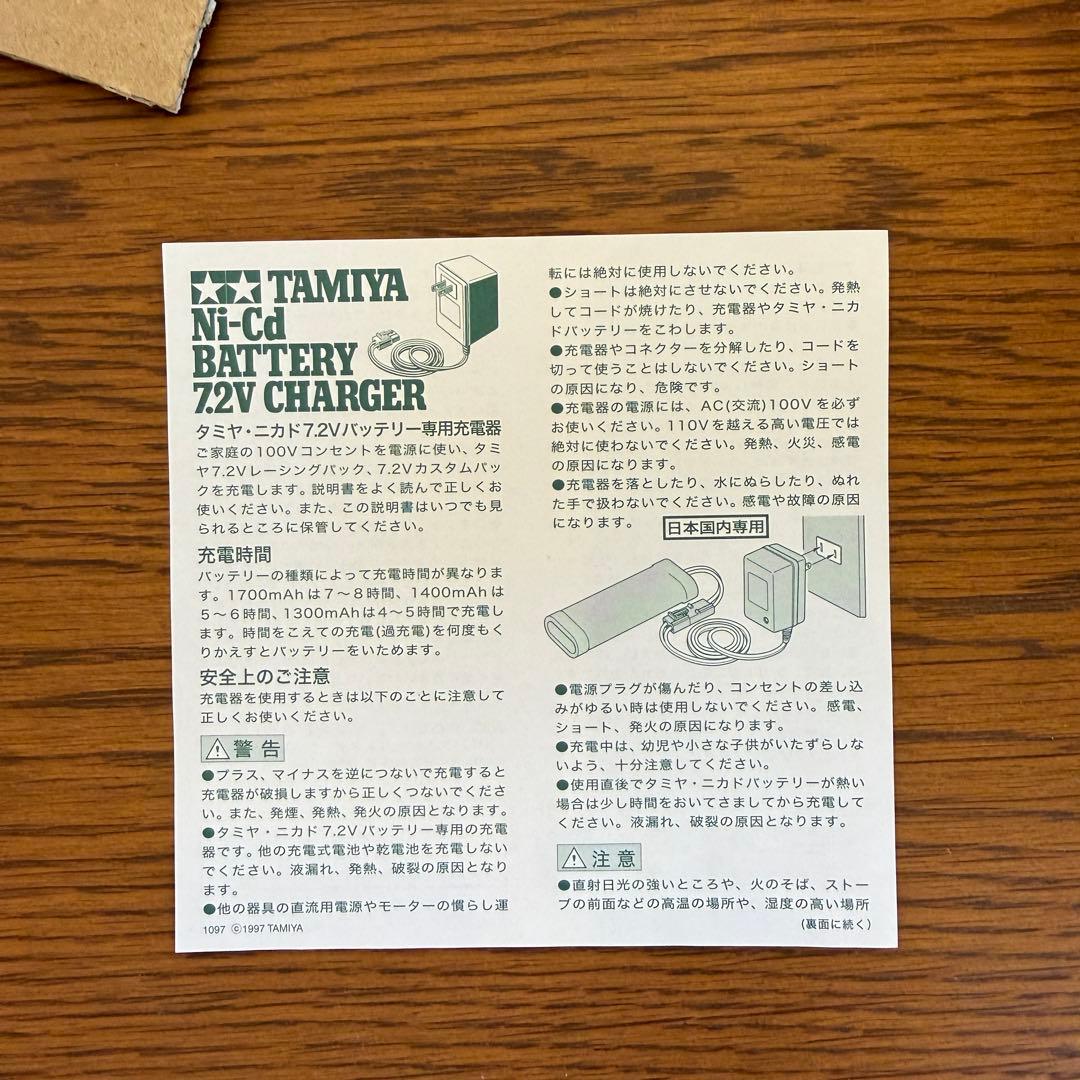 TAMIYA
Ni-Cd
BATTERY
7.2V CHARGER
タミヤ・ニカド7.2Vバッテリー専用充電器
ご家庭の100Vコンセントを電源に使い、タミ
ヤ7.2Vレーシングパック、7.2Vカスタムパッ
クを充電します。説明書をよく読んで正しくお
使いください。また、この説明書はいつでも見
られるところに保管してください。
充電時間
バッテリーの種類によって充電時間が異なりま
す。1700mAhは7〜8時間、1400mAhは
5〜6時間、1300mAhは4〜5時間で充電し
ます。時間をこえての充電(過充電)を何度もく
りかえすとバッテリーをいためます。
安全上のご注意
充電器を使用するときは以下のことに注意して
正しくお使いください。
⚠警告
●プラス、マイナスを逆につないで充電すると
充電器が破損しますから正しくつないでくださ
い。また、発煙、発熱、発火の原因となります。
●タミヤ・ニカド7.2Vバッテリー専用の充電
器です。他の充電式電池や乾電池を充電しない
でください。液漏れ、発熱、破裂の原因となり
ます。
●他の器具の直流用電源やモーターの慣らし運
1097 ©1997 TAMIYA
転には絶対に使用しないでください。
●ショートは絶対にさせないでください。発熱
してコードが焼けたり、充電器やタミヤ・ニカ
ドバッテリーをこわします。
●充電器やコネクターを分解したり、コードを
切って使うことはしないでください。ショート
の原因になり、危険です。
●充電器の電源には、AC(交流)100Vを必ず
お使いください。110Vを越える高い電圧では
絶対に使わないでください。発熱、火災、感電
の原因になります。
●充電器を落としたり、水にぬらしたり、ぬれ
た手で扱わないでください。感電や故障の原因
になります。
日本国内専用
●電源プラグが傷んだり、コンセントの差し込
みがゆるい時は使用しないでください。感電、
ショート、発火の原因になります。
●充電中は、幼児や小さな子供がいたずらしな
いよう、十分注意してください。
●使用直後でタミヤ・ニカドバッテリーが熱い
場合は少し時間をおいてさましてから充電して
ください。液漏れ、破裂の原因になります。
⚠注意
●直射日光の強いところや、火のそば、ストー
ブの前面などの高温の場所や、湿度の高い場所
(裏面に続く)